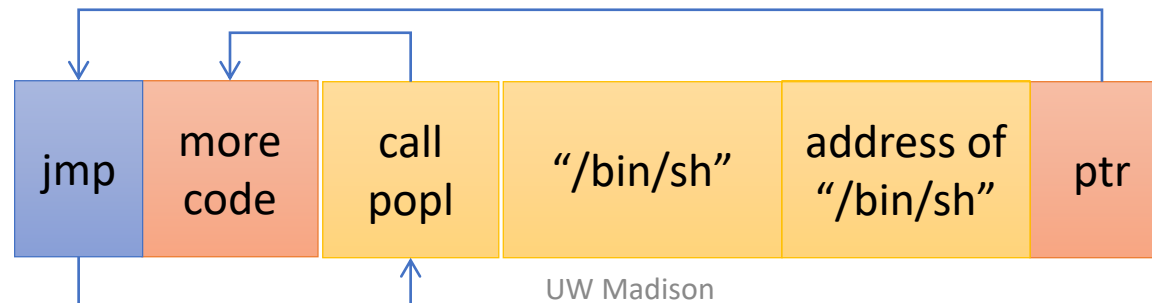 jmp
more
code
call
popl
“/bin/sh”
address of
“/bin/sh”
ptr
UW Madison